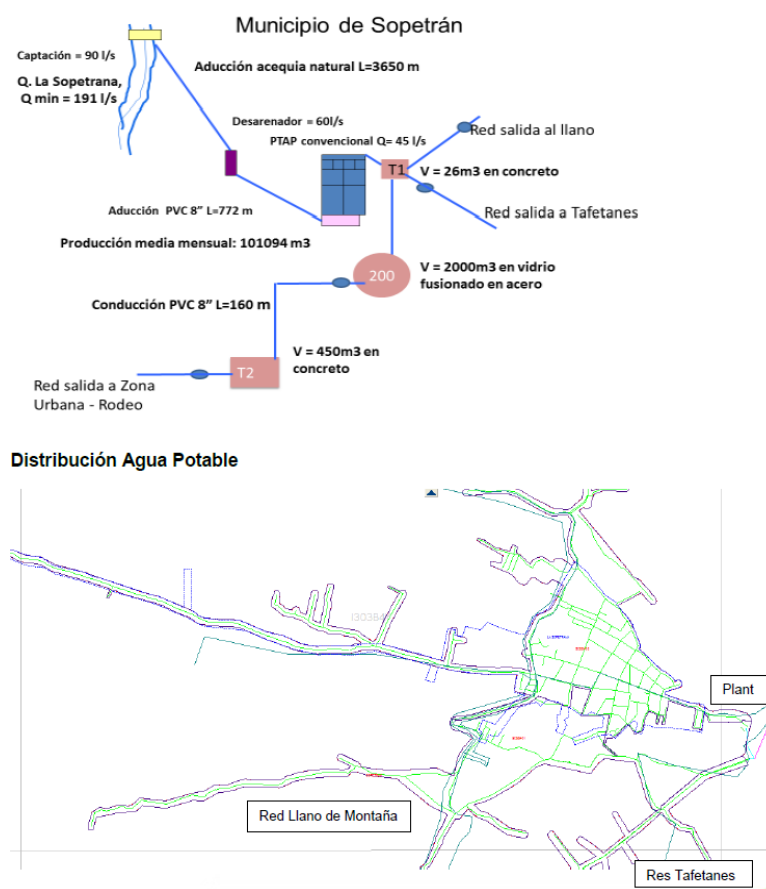 Municipio de Sopetrán
Captación = 90 l/s
Q. La Sopetrana,
Q min = 191 l/s
Aducción acequia natural L=3650 m
Desarenador = 60l/s
PTAP convencional Q= 45 l/s
Red salida al llano
T1
V = 26m3 en concreto
Aducción PVC 8" L=772 m
Red salida a Tafetanes
Producción media mensual: 101094 m3
200
V = 2000m3 en vidrio
fusionado en acero
Conducción PVC 8" L=160 m
V = 450m3 en
concreto
T2
Red salida a Zona
Urbana - Rodeo
Distribución Agua Potable
Plant
Red Llano de Montaña
Res Tafetanes